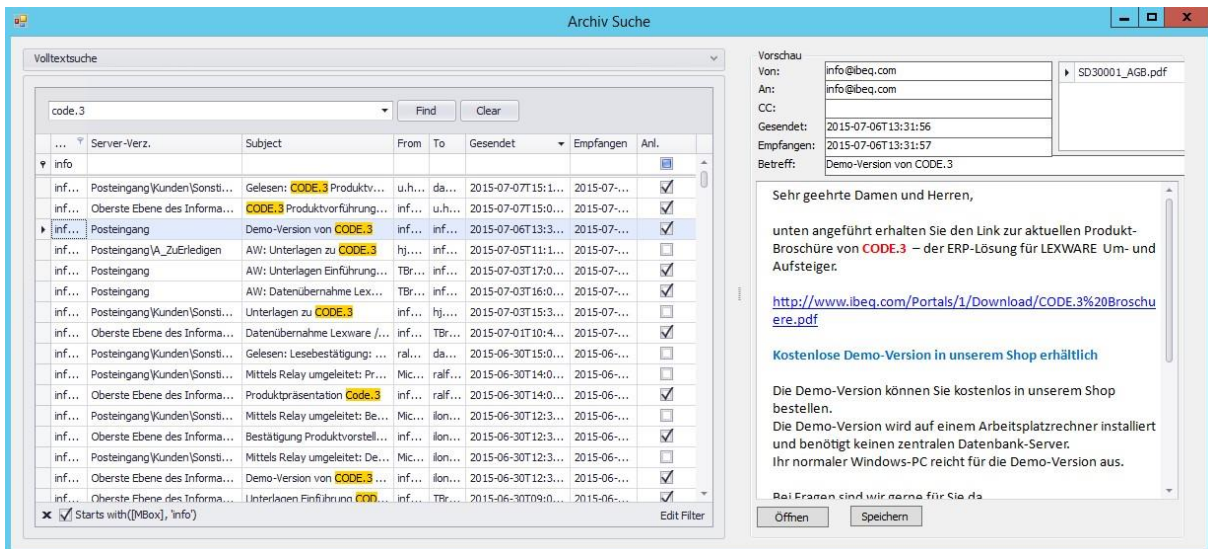 Archiv Suche
Volltextsuche
code.3 Find Clear
... Server-Verz. Subject From To Gesendet Empfangen Anl.
info
inf... Posteingang\Kunden\Sonsti... Gelesen: CODE.3 Produktv... u.h... da... 2015-07-07T15:1... 2015-07-...
inf... Oberste Ebene des Informa... CODE.3 Produktvorführung... inf... u.h... 2015-07-07T15:0... 2015-07-...
inf... Posteingang Demo-Version von CODE.3 inf... inf... 2015-07-06T13:3... 2015-07-...
inf... Posteingang\A_ZuErledigen AW: Unterlagen zu CODE.3 hj.... inf... 2015-07-05T11:1... 2015-07-...
inf... Posteingang AW: Unterlagen Einführung... TBr... inf... 2015-07-03T17:0... 2015-07-...
inf... Posteingang AW: Datenübernahme Lex... TBr... inf... 2015-07-03T16:0... 2015-07-...
inf... Posteingang\Kunden\Sonsti... Unterlagen zu CODE.3 inf... hj.... 2015-07-03T15:3... 2015-07-...
inf... Oberste Ebene des Informa... Datenübernahme Lexware /... inf... TBr... 2015-07-01T10:4... 2015-07-...
inf... Posteingang\Kunden\Sonsti... Gelesen: Lesebestätigung: ... ral... da... 2015-06-30T15:0... 2015-06-...
inf... Posteingang\Kunden\Sonsti... Mittels Relay umgeleitet: Pr... Mic... ralf... 2015-06-30T14:0... 2015-06-...
inf... Oberste Ebene des Informa... Produktpräsentation Code.3 inf... ralf... 2015-06-30T14:0... 2015-06-...
inf... Posteingang\Kunden\Sonsti... Mittels Relay umgeleitet: Be... Mic... ilon... 2015-06-30T12:3... 2015-06-...
inf... Oberste Ebene des Informa... Bestätigung Produktvorstell... inf... ilon... 2015-06-30T12:3... 2015-06-...
inf... Posteingang\Kunden\Sonsti... Mittels Relay umgeleitet: De... Mic... ilon... 2015-06-30T12:3... 2015-06-...
inf... Oberste Ebene des Informa... Demo-Version von CODE.3 ... inf... ilon... 2015-06-30T12:3... 2015-06-...
inf... Oberste Ebene des Informa... Unterlagen Einführung COD... inf... TBr... 2015-06-30T09:0... 2015-06-...
Starts with([MBox], 'info') Edit Filter
Vorschau
Von: info@ibeq.com SD30001_AGB.pdf
An: info@ibeq.com
CC:
Gesendet: 2015-07-06T13:31:56
Empfangen: 2015-07-06T13:31:57
Betreff: Demo-Version von CODE.3
Sehr geehrte Damen und Herren,
unten angeführt erhalten Sie den Link zur aktuellen Produkt-
Broschüre von CODE.3 – der ERP-Lösung für LEXWARE Um- und
Aufsteiger.
http://www.ibeq.com/Portals/1/Download/CODE.3%20Broschu
ere.pdf
Kostenlose Demo-Version in unserem Shop erhältlich
Die Demo-Version können Sie kostenlos in unserem Shop
bestellen.
Die Demo-Version wird auf einem Arbeitsplatzrechner installiert
und benötigt keinen zentralen Datenbank-Server.
Ihr normaler Windows-PC reicht für die Demo-Version aus.
Bei Fragen sind wir gerne für Sie da
Öffnen Speichern